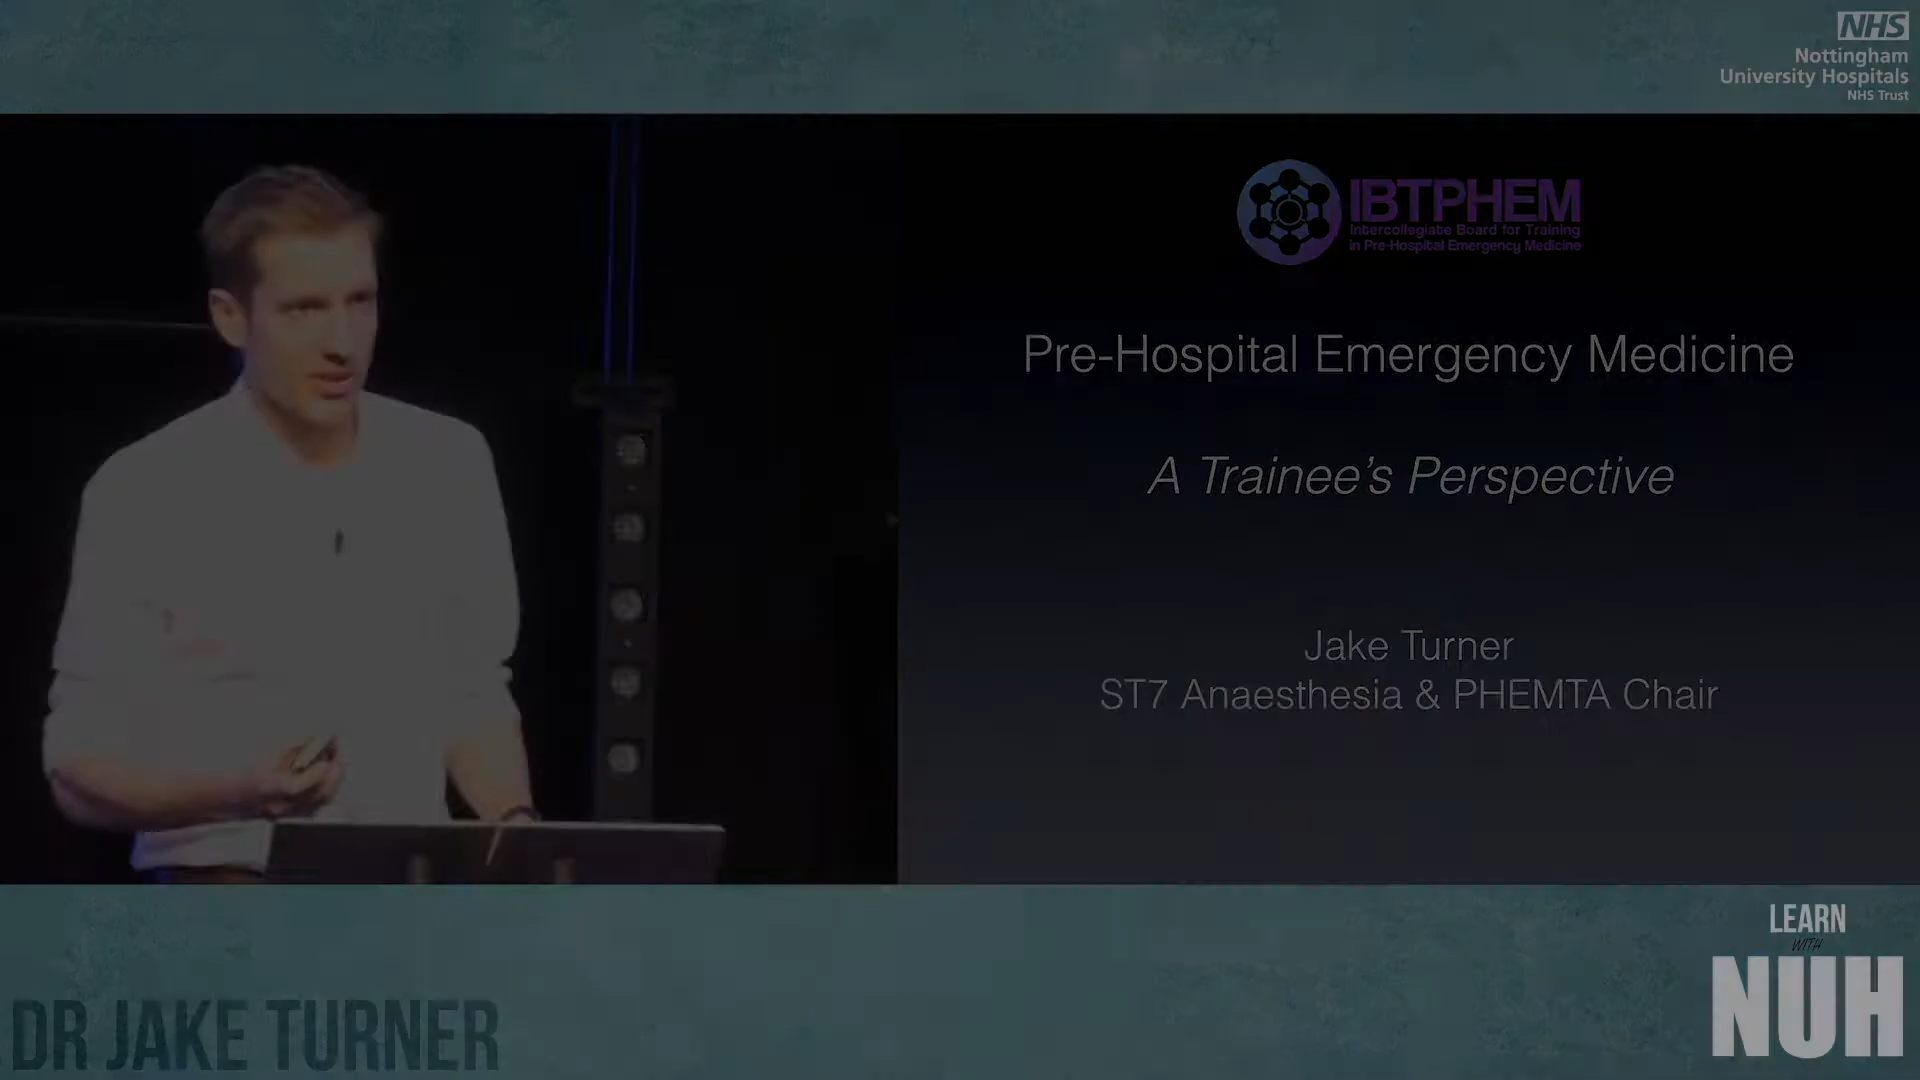 NHS
Nottingham
University Hospitals
NHS Trust
IBTPHEM
Intercollegiate Board for Training
in Pre-Hospital Emergency Medicine
Pre-Hospital Emergency Medicine
A Trainee’s Perspective
Jake Turner
ST7 Anaesthesia & PHEMTA Chair
DR JAKE TURNER
LEARN
WITH
NUH